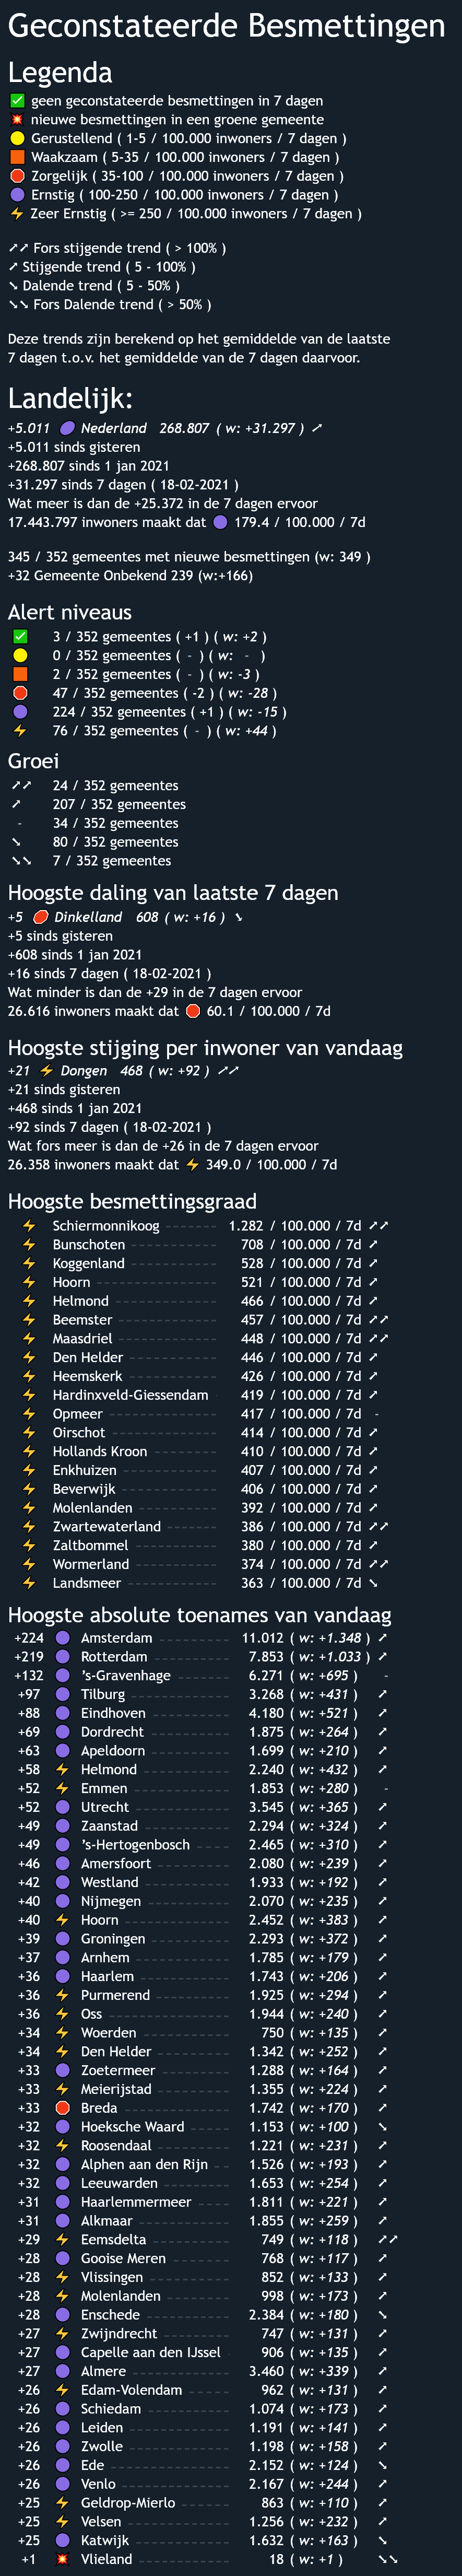 Geconstateerde Besmettingen
Legenda
✅ geen geconstateerde besmettingen in 7 dagen
💥 nieuwe besmettingen in een groene gemeente
🟡 Gerustellend ( 1-5 / 100.000 inwoners / 7 dagen )
🟧 Waakzaam ( 5-35 / 100.000 inwoners / 7 dagen )
🛑 Zorgelijk ( 35-100 / 100.000 inwoners / 7 dagen )
🟣 Ernstig ( 100-250 / 100.000 inwoners / 7 dagen )
⚡ Zeer Ernstig ( >= 250 / 100.000 inwoners / 7 dagen )
➚➚ Fors stijgende trend ( > 100% )
➚ Stijgende trend ( 5 - 100% )
➘ Dalende trend ( 5 - 50% )
➘➘ Fors Dalende trend ( > 50% )
Deze trends zijn berekend op het gemiddelde van de laatste
7 dagen t.o.v. het gemiddelde van de 7 dagen daarvoor.
Landelijk:
+5.011 🟣 Nederland 268.807 ( w: +31.297 ) ➚
+5.011 sinds gisteren
+268.807 sinds 1 jan 2021
+31.297 sinds 7 dagen ( 18-02-2021 )
Wat meer is dan de +25.372 in de 7 dagen ervoor
17.443.797 inwoners maakt dat 🟣 179.4 / 100.000 / 7d
345 / 352 gemeentes met nieuwe besmettingen (w: 349 )
+32 Gemeente Onbekend 239 (w:+166)
Alert niveaus
✅ 3 / 352 gemeentes ( +1 ) ( w: +2 )
🟡 0 / 352 gemeentes ( - ) ( w: - )
🟧 2 / 352 gemeentes ( - ) ( w: -3 )
🛑 47 / 352 gemeentes ( -2 ) ( w: -28 )
🟣 224 / 352 gemeentes ( +1 ) ( w: -15 )
⚡ 76 / 352 gemeentes ( - ) ( w: +44 )
Groei
➚➚ 24 / 352 gemeentes
➚ 207 / 352 gemeentes
- 34 / 352 gemeentes
➘ 80 / 352 gemeentes
➘➘ 7 / 352 gemeentes
Hoogste daling van laatste 7 dagen
+5 🛑 Dinkelland 608 ( w: +16 ) ➘
+5 sinds gisteren
+608 sinds 1 jan 2021
+16 sinds 7 dagen ( 18-02-2021 )
Wat minder is dan de +29 in de 7 dagen ervoor
26.616 inwoners maakt dat 🛑 60.1 / 100.000 / 7d
Hoogste stijging per inwoner van vandaag
+21 ⚡ Dongen 468 ( w: +92 ) ➚➚
+21 sinds gisteren
+468 sinds 1 jan 2021
+92 sinds 7 dagen ( 18-02-2021 )
Wat fors meer is dan de +26 in de 7 dagen ervoor
26.358 inwoners maakt dat ⚡ 349.0 / 100.000 / 7d
Hoogste besmettingsgraad
⚡ Schiermonnikoog 1.282 / 100.000 / 7d ➚➚
⚡ Bunschoten 708 / 100.000 / 7d ➚
⚡ Koggenland 528 / 100.000 / 7d ➚
⚡ Hoorn 521 / 100.000 / 7d ➚
⚡ Helmond 466 / 100.000 / 7d ➚
⚡ Beemster 457 / 100.000 / 7d ➚➚
⚡ Maasdriel 448 / 100.000 / 7d ➚➚
⚡ Den Helder 446 / 100.000 / 7d ➚
⚡ Heemskerk 426 / 100.000 / 7d ➚
⚡ Hardinxveld-Giessendam 419 / 100.000 / 7d ➚
⚡ Opmeer 417 / 100.000 / 7d -
⚡ Oirschot 414 / 100.000 / 7d ➚
⚡ Hollands Kroon 410 / 100.000 / 7d ➚
⚡ Enkhuizen 407 / 100.000 / 7d ➚
⚡ Beverwijk 406 / 100.000 / 7d ➚
⚡ Molenlanden 392 / 100.000 / 7d ➚
⚡ Zwartewaterland 386 / 100.000 / 7d ➚➚
⚡ Zaltbommel 380 / 100.000 / 7d ➚
⚡ Wormerland 374 / 100.000 / 7d ➚➚
⚡ Landsmeer 363 / 100.000 / 7d ➘
Hoogste absolute toenames van vandaag
+224 🟣 Amsterdam 11.012 ( w: +1.348 ) ➚
+219 🟣 Rotterdam 7.853 ( w: +1.033 ) ➚
+132 🟣 's-Gravenhage 6.271 ( w: +695 ) -
+97 🟣 Tilburg 3.268 ( w: +431 ) ➚
+88 🟣 Eindhoven 4.180 ( w: +521 ) ➚
+69 🟣 Dordrecht 1.875 ( w: +264 ) ➚
+63 🟣 Apeldoorn 1.699 ( w: +210 ) ➚
+58 ⚡ Helmond 2.240 ( w: +432 ) ➚
+52 ⚡ Emmen 1.853 ( w: +280 ) -
+52 🟣 Utrecht 3.545 ( w: +365 ) ➚
+49 🟣 Zaanstad 2.294 ( w: +324 ) ➚
+49 🟣 's-Hertogenbosch 2.465 ( w: +310 ) ➚
+46 🟣 Amersfoort 2.080 ( w: +239 ) ➚
+42 🟣 Westland 1.933 ( w: +192 ) ➚
+40 🟣 Nijmegen 2.070 ( w: +235 ) ➚
+40 ⚡ Hoorn 2.452 ( w: +383 ) ➚
+39 🟣 Groningen 2.293 ( w: +372 ) ➚
+37 🟣 Arnhem 1.785 ( w: +179 ) ➚
+36 🟣 Haarlem 1.743 ( w: +206 ) ➚
+36 ⚡ Purmerend 1.925 ( w: +294 ) ➚
+36 ⚡ Oss 1.944 ( w: +240 ) ➚
+34 ⚡ Woerden 750 ( w: +135 ) ➚
+34 ⚡ Den Helder 1.342 ( w: +252 ) ➚
+33 🟣 Zoetermeer 1.288 ( w: +164 ) ➚
+33 ⚡ Meierijstad 1.355 ( w: +224 ) ➚
+33 🛑 Breda 1.742 ( w: +170 ) ➚
+32 🟣 Hoeksche Waard 1.153 ( w: +100 ) ➘
+32 ⚡ Roosendaal 1.221 ( w: +231 ) ➚
+32 🟣 Alphen aan den Rijn 1.526 ( w: +193 ) ➚
+32 🟣 Leeuwarden 1.653 ( w: +254 ) ➚
+31 🟣 Haarlemmermeer 1.811 ( w: +221 ) ➚
+31 🟣 Alkmaar 1.855 ( w: +259 ) ➚
+29 ⚡ Eemsdelta 749 ( w: +118 ) ➚➚
+28 🟣 Gooise Meren 768 ( w: +117 ) ➚
+28 ⚡ Vlissingen 852 ( w: +133 ) ➚
+28 ⚡ Molenlanden 998 ( w: +173 ) ➚
+28 🟣 Enschede 2.384 ( w: +180 ) ➘
+27 ⚡ Zwijndrecht 747 ( w: +131 ) ➚
+27 🟣 Capelle aan den IJssel 906 ( w: +135 ) ➚
+27 🟣 Almere 3.460 ( w: +339 ) ➚
+26 ⚡ Edam-Volendam 962 ( w: +131 ) ➚
+26 🟣 Schiedam 1.074 ( w: +173 ) ➚
+26 🟣 Leiden 1.191 ( w: +141 ) ➚
+26 🟣 Zwolle 1.198 ( w: +158 ) ➚
+26 🟣 Ede 2.152 ( w: +124 ) ➘
+26 🟣 Venlo 2.167 ( w: +244 ) ➚
+25 ⚡ Geldrop-Mierlo 863 ( w: +110 ) ➚
+25 ⚡ Velsen 1.256 ( w: +232 ) ➚
+25 🟣 Katwijk 1.632 ( w: +163 ) ➘
+1 💥 Vlieland 18 ( w: +1 ) ➘➘